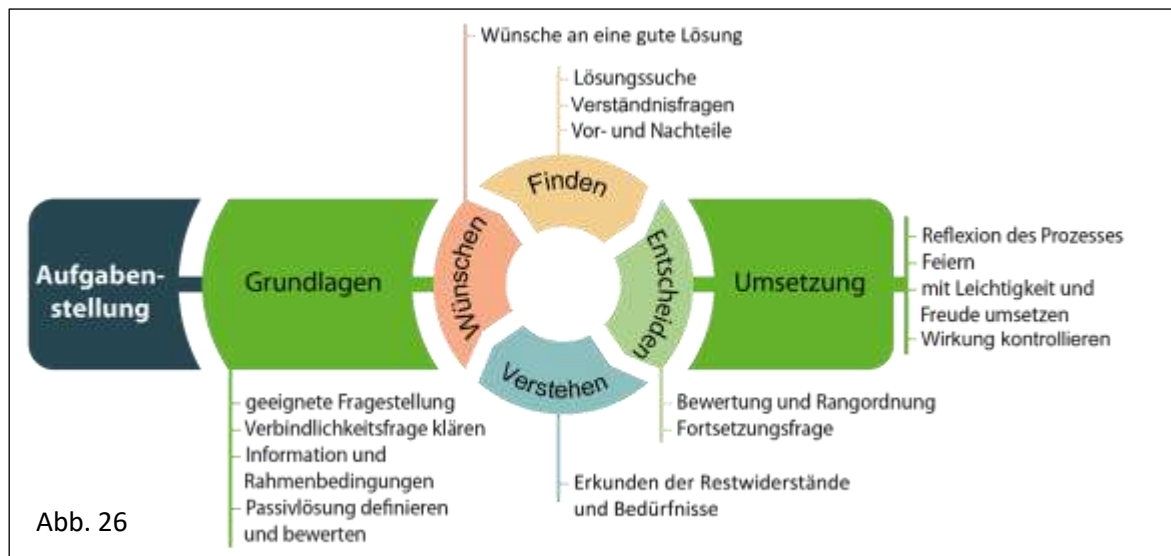 Wünsche an eine gute Lösung
Lösungssuche
Verständnisfragen
Vor- und Nachteile
Aufgaben-
stellung
Grundlagen
Wünschen
Finden
Entscheiden
Verstehen
Umsetzung
Reflexion des Prozesses
Feiern
mit Leichtigkeit und
Freude umsetzen
Wirkung kontrollieren
geeignete Fragestellung
Verbindlichkeitsfrage klären
Information und
Rahmenbedingungen
Passivlösung definieren
und bewerten
Bewertung und Rangordnung
Fortsetzungsfrage
Erkunden der Restwiderstände
und Bedürfnisse
Abb. 26